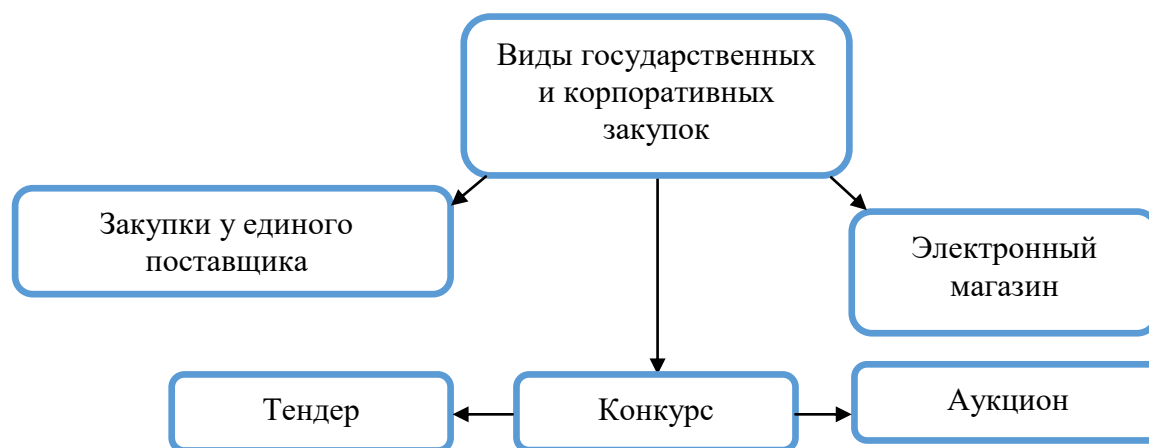 Виды государственных
и корпоративных
закупок
Закупки у единого
поставщика
Электронный
магазин
Тендер
Конкурс
Аукцион